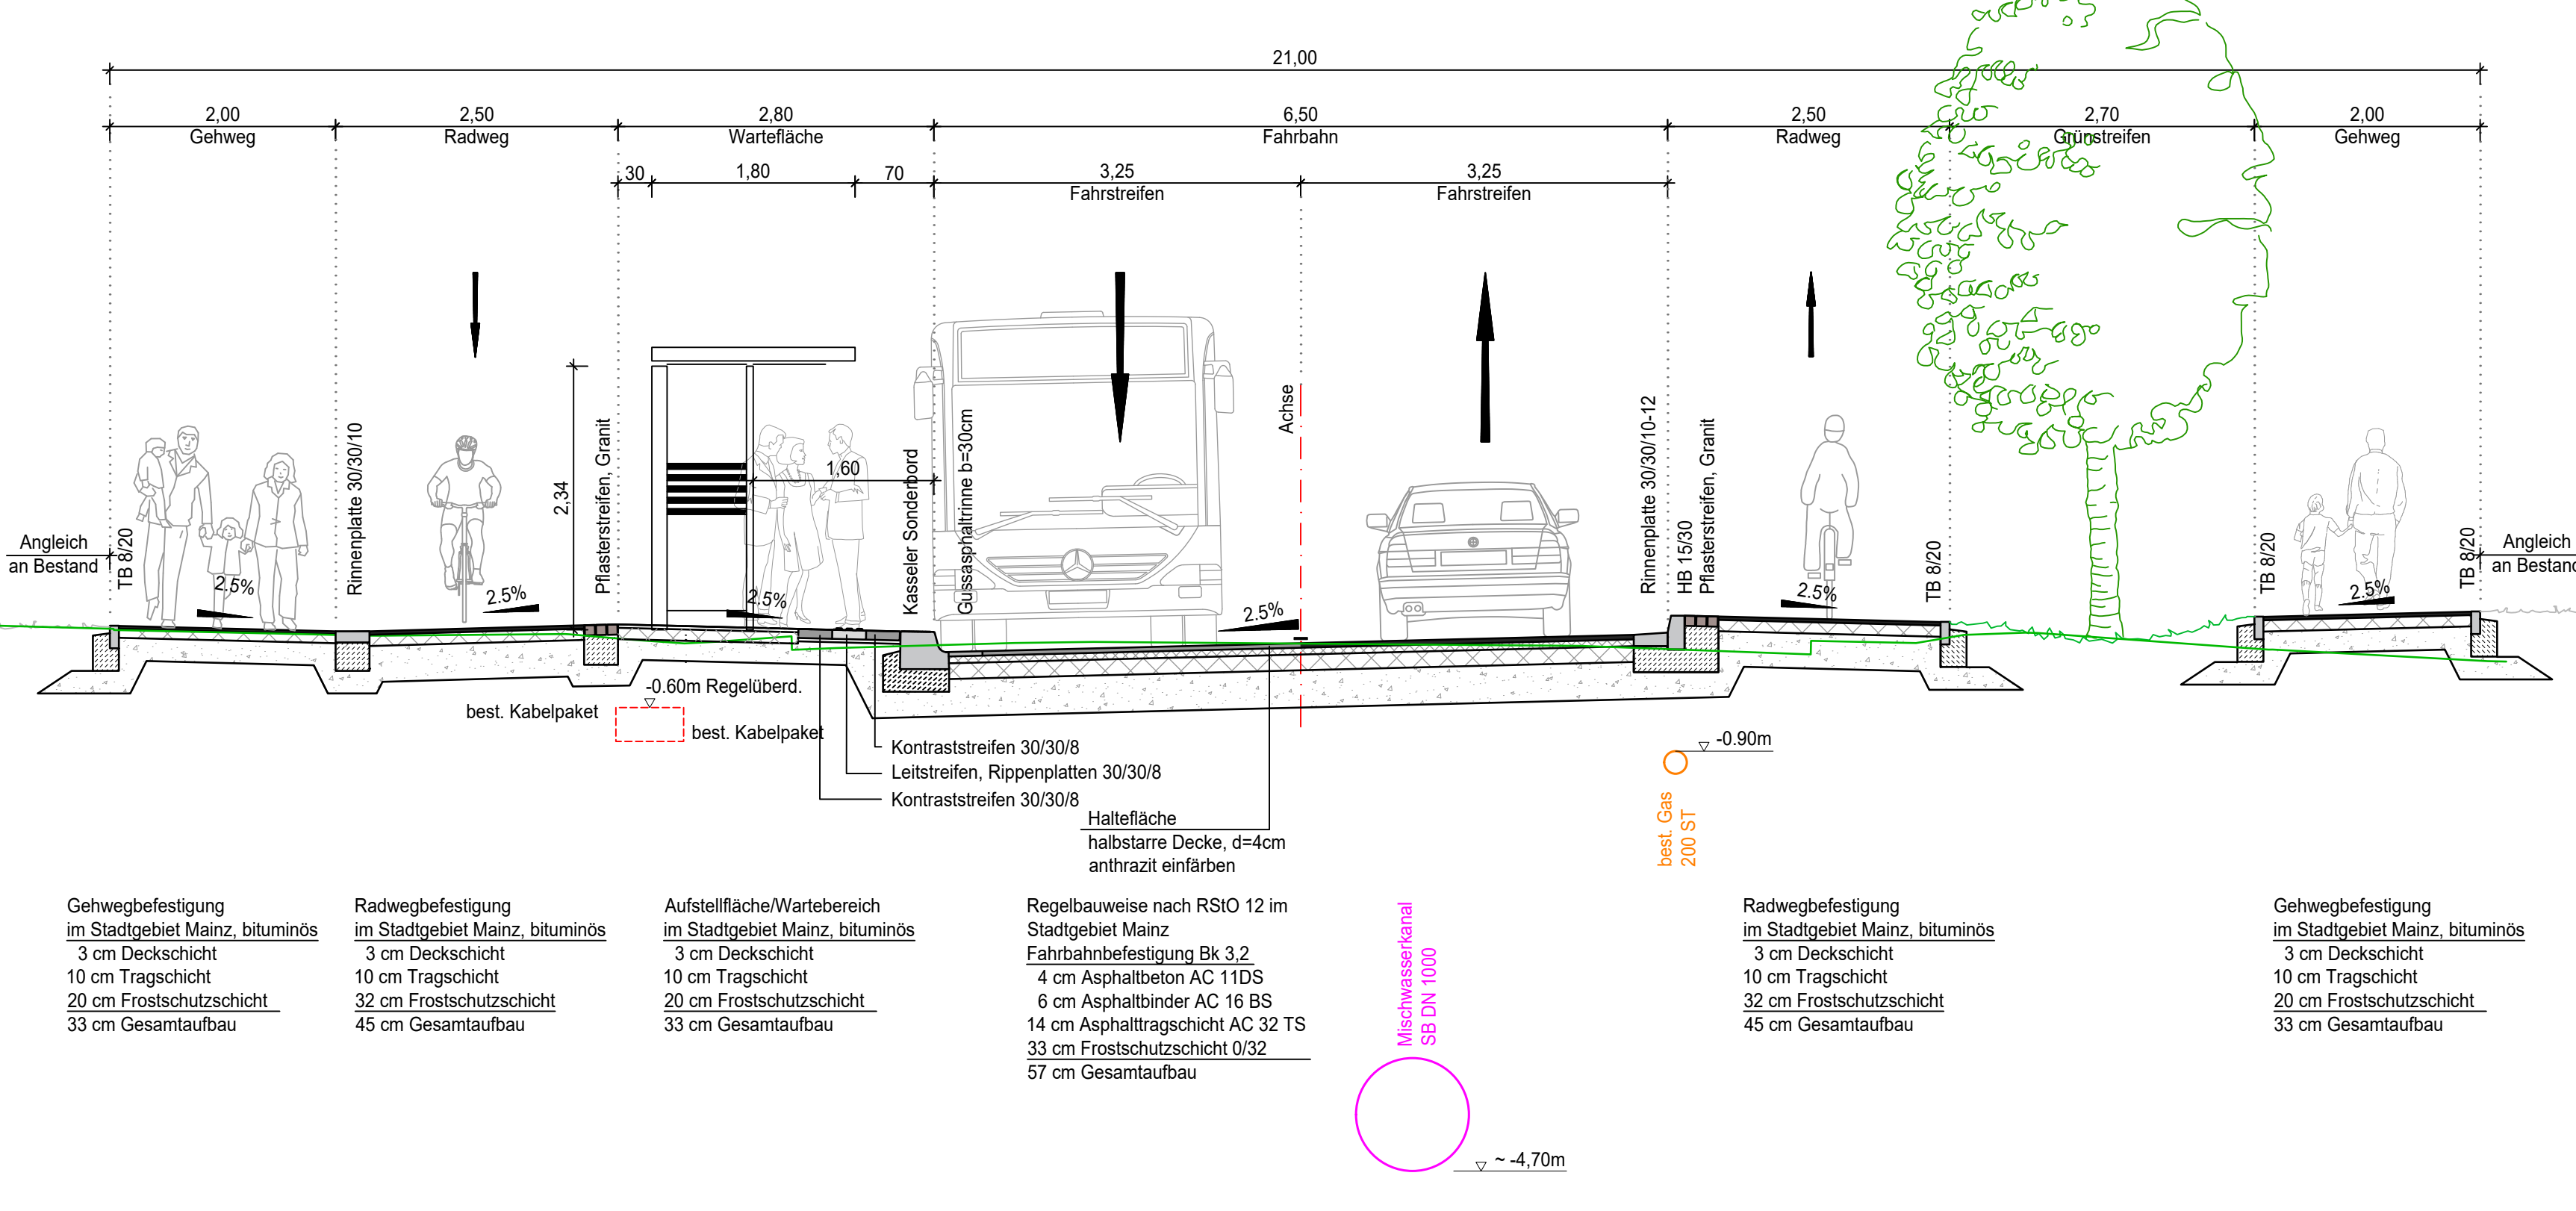 21,00
2,00
2,50
2,80
6,50
2,50
2,70
2,00
Gehweg
Radweg
Wartefläche
Fahrbahn
Radweg
Grünstreifen
Gehweg
30
1,80
70
3,25
3,25
Fahrstreifen
Fahrstreifen
Angleich
an Bestand
TB 8/20
Rinnenplatte 30/30/10
2,34
Pflasterstreifen, Granit
1,60
Kasseler Sonderbord
Gussasphaltrinne b=30cm
Achse
Rinnenplatte 30/30/10-12
HB 15/30
Pflasterstreifen, Granit
TB 8/20
TB 8/20
TB 8/20
Angleich
an Bestand
2.5%
2.5%
2.5%
2.5%
2.5%
2.5%
-0.60m Regelüberd.
best. Kabelpaket
best. Kabelpaket
Kontraststreifen 30/30/8
Leitstreifen, Rippenplatten 30/30/8
Kontraststreifen 30/30/8
Haltefläche
halbstarre Decke, d=4cm
anthrazit einfärben
-0.90m
best. Gas
200 ST
Gehwegbefestigung
im Stadtgebiet Mainz, bituminös
3 cm Deckschicht
10 cm Tragschicht
20 cm Frostschutzschicht
33 cm Gesamtaufbau
Radwegbefestigung
im Stadtgebiet Mainz, bituminös
3 cm Deckschicht
10 cm Tragschicht
32 cm Frostschutzschicht
45 cm Gesamtaufbau
Aufstellfläche/Wartebereich
im Stadtgebiet Mainz, bituminös
3 cm Deckschicht
10 cm Tragschicht
20 cm Frostschutzschicht
33 cm Gesamtaufbau
Regelbauweise nach RStO 12 im
Stadtgebiet Mainz
Fahrbahnbefestigung Bk 3,2
4 cm Asphaltbeton AC 11DS
6 cm Asphaltbinder AC 16 BS
14 cm Asphalttragschicht AC 32 TS
33 cm Frostschutzschicht 0/32
57 cm Gesamtaufbau
Mischwasserkanal
SB DN 1000
~ -4,70m
Radwegbefestigung
im Stadtgebiet Mainz, bituminös
3 cm Deckschicht
10 cm Tragschicht
32 cm Frostschutzschicht
45 cm Gesamtaufbau
Gehwegbefestigung
im Stadtgebiet Mainz, bituminös
3 cm Deckschicht
10 cm Tragschicht
20 cm Frostschutzschicht
33 cm Gesamtaufbau